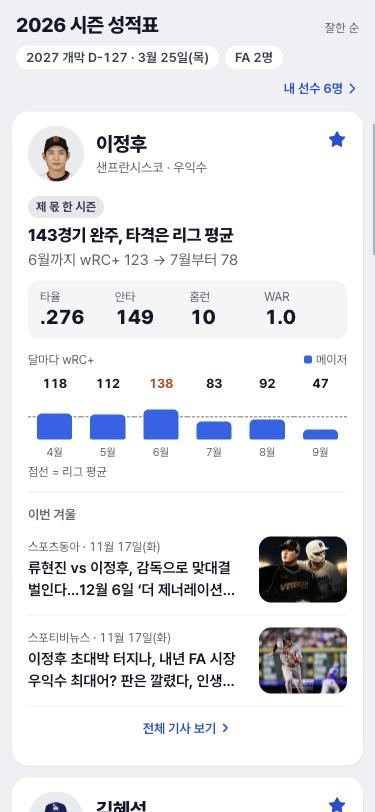 2026 시즌 성적표
잘한 순
2027 개막 D-127 · 3월 25일(목)
FA 2명
내 선수 6명
이정후
샌프란시스코 · 우익수
제 몫 한 시즌
143경기 완주, 타격은 리그 평균
6월까지 wRC+ 123 → 7월부터 78
타율 안타 홈런 WAR
.276 149 10 1.0
달마다 wRC+
메이저
118 112 138 83 92 47
4월 5월 6월 7월 8월 9월
점선 = 리그 평균
이번 겨울
스포츠동아 · 11월 17일(화)
류현진 vs 이정후, 감독으로 맞대결
벌인다…12월 6일 ‘더 제너레이션…
스포티비뉴스 · 11월 17일(화)
이정후 초대박 터지나, 내년 FA 시장
우익수 최대어? 판은 깔렸다, 인생…
전체 기사 보기
김혜성